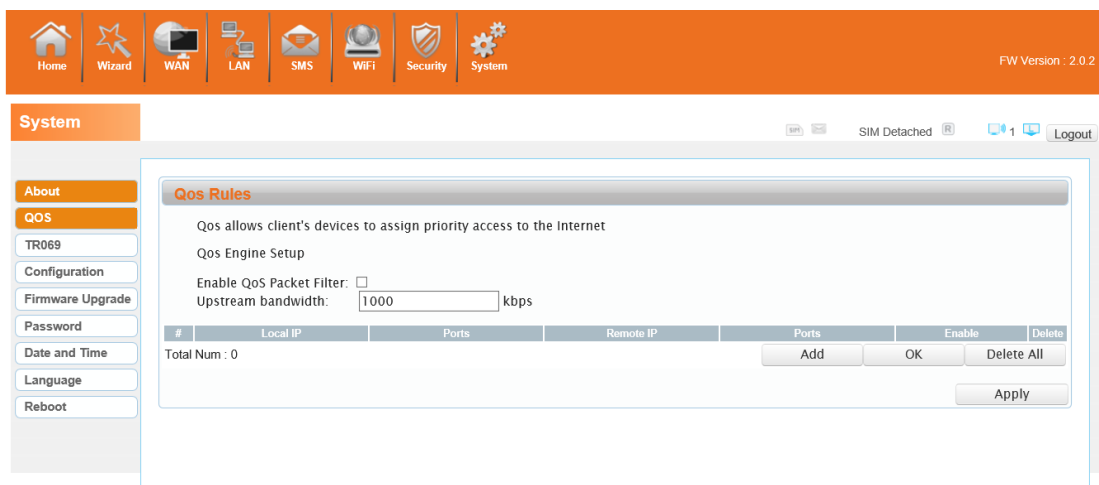 Home Wizard WAN LAN SMS WiFi Security System
FW Version : 2.0.2
System
SIM SIM Detached R 1 Logout
About
QOS
TR069
Configuration
Firmware Upgrade
Password
Date and Time
Language
Reboot
Qos Rules
Qos allows client's devices to assign priority access to the Internet
Qos Engine Setup
Enable QoS Packet Filter:
Upstream bandwidth: 1000 kbps
# Local IP Ports Remote IP Ports Enable Delete
Total Num : 0 Add OK Delete All
Apply